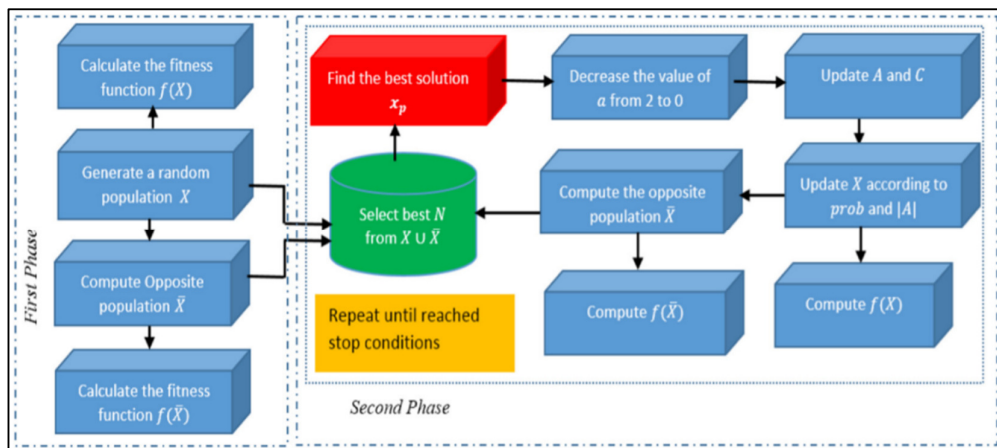 Calculate the fitness
function f(X)
Generate a random
population X
Compute Opposite
population X̄
Calculate the fitness
function f(X̄)
First Phase
Find the best solution
x_p
Decrease the value of
a from 2 to 0
Update A and C
Select best N
from X ∪ X̄
Compute the opposite
population X̄
Update X according to
prob and |A|
Repeat until reached
stop conditions
Compute f(X̄)
Compute f(X)
Second Phase